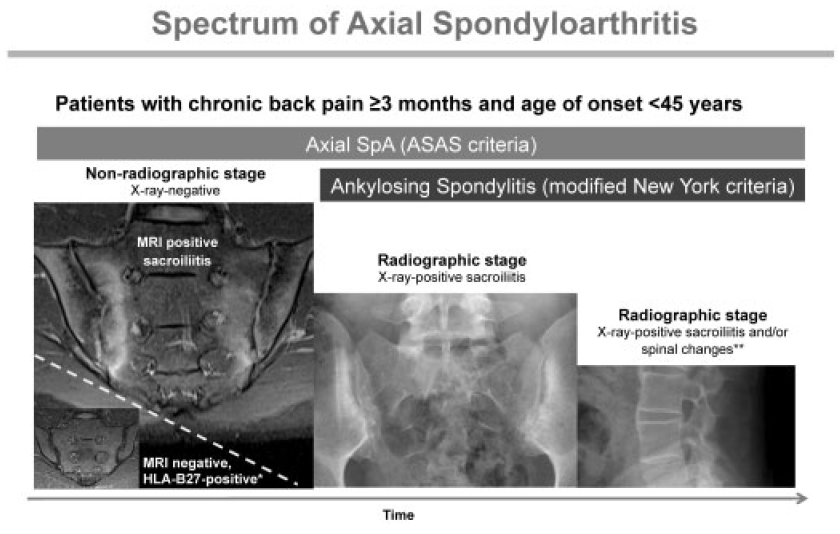 Spectrum of Axial Spondyloarthritis
Patients with chronic back pain ≥3 months and age of onset <45 years
Axial SpA (ASAS criteria)
Non-radiographic stage
X-ray-negative
Ankylosing Spondylitis (modified New York criteria)
MRI positive
sacroiliitis
Radiographic stage
X-ray-positive sacroiliitis
Radiographic stage
X-ray-positive sacroiliitis and/or
spinal changes**
MRI negative,
HLA-B27-positive*
Time